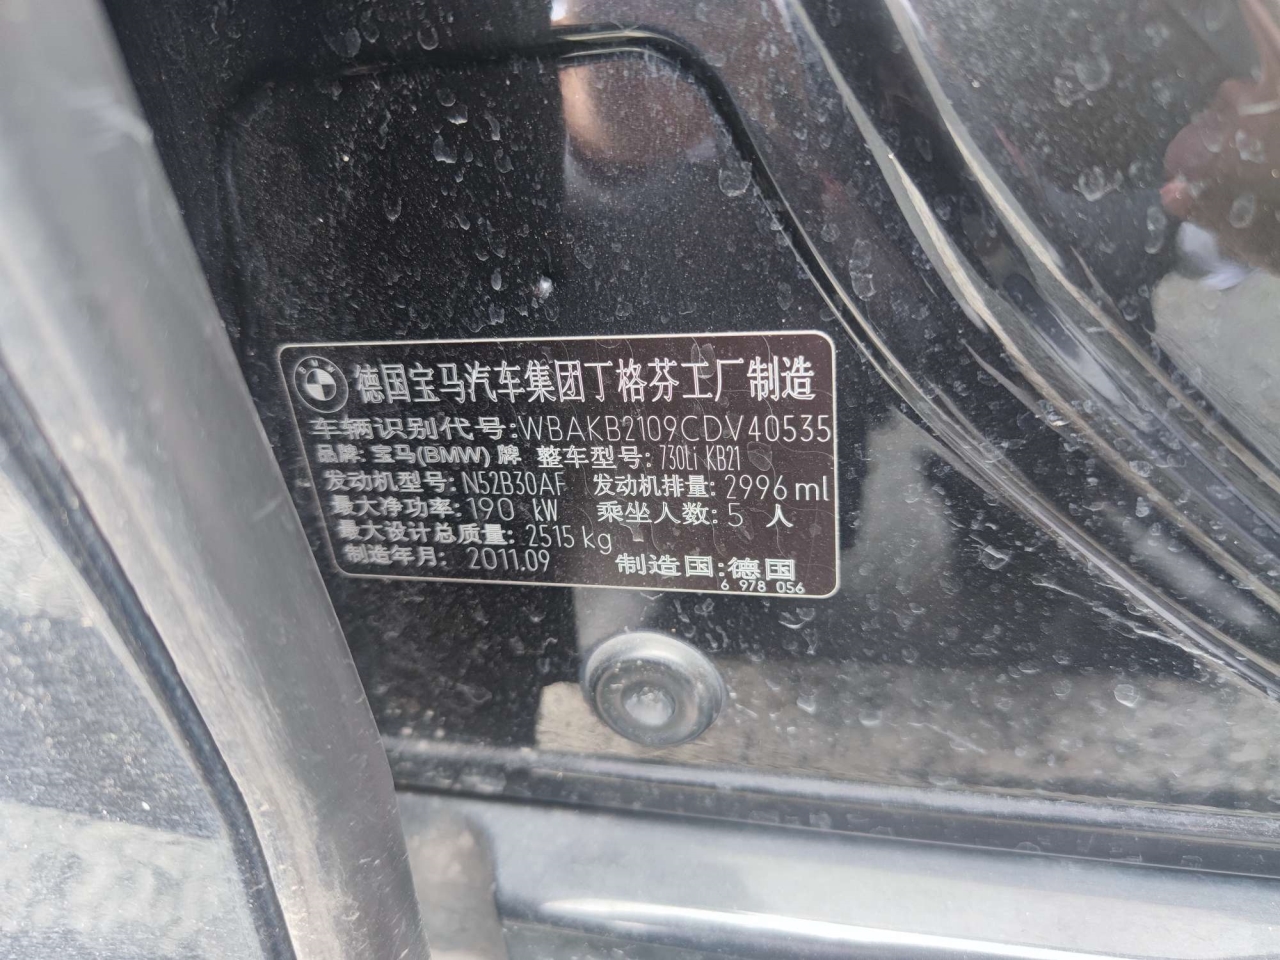 德国宝马汽车集团丁格芬工厂制造
车辆识别代号:WBAKB2109CDV40535
品牌: 宝马(BMW) 牌 整车型号: 730Li KB21
发动机型号: N52B30AF 发动机排量: 2996 ml
最大净功率: 190 kW 乘坐人数: 5 人
最大设计总质量: 2515 kg
制造年月: 2011.09 制造国: 德国
6 978 056